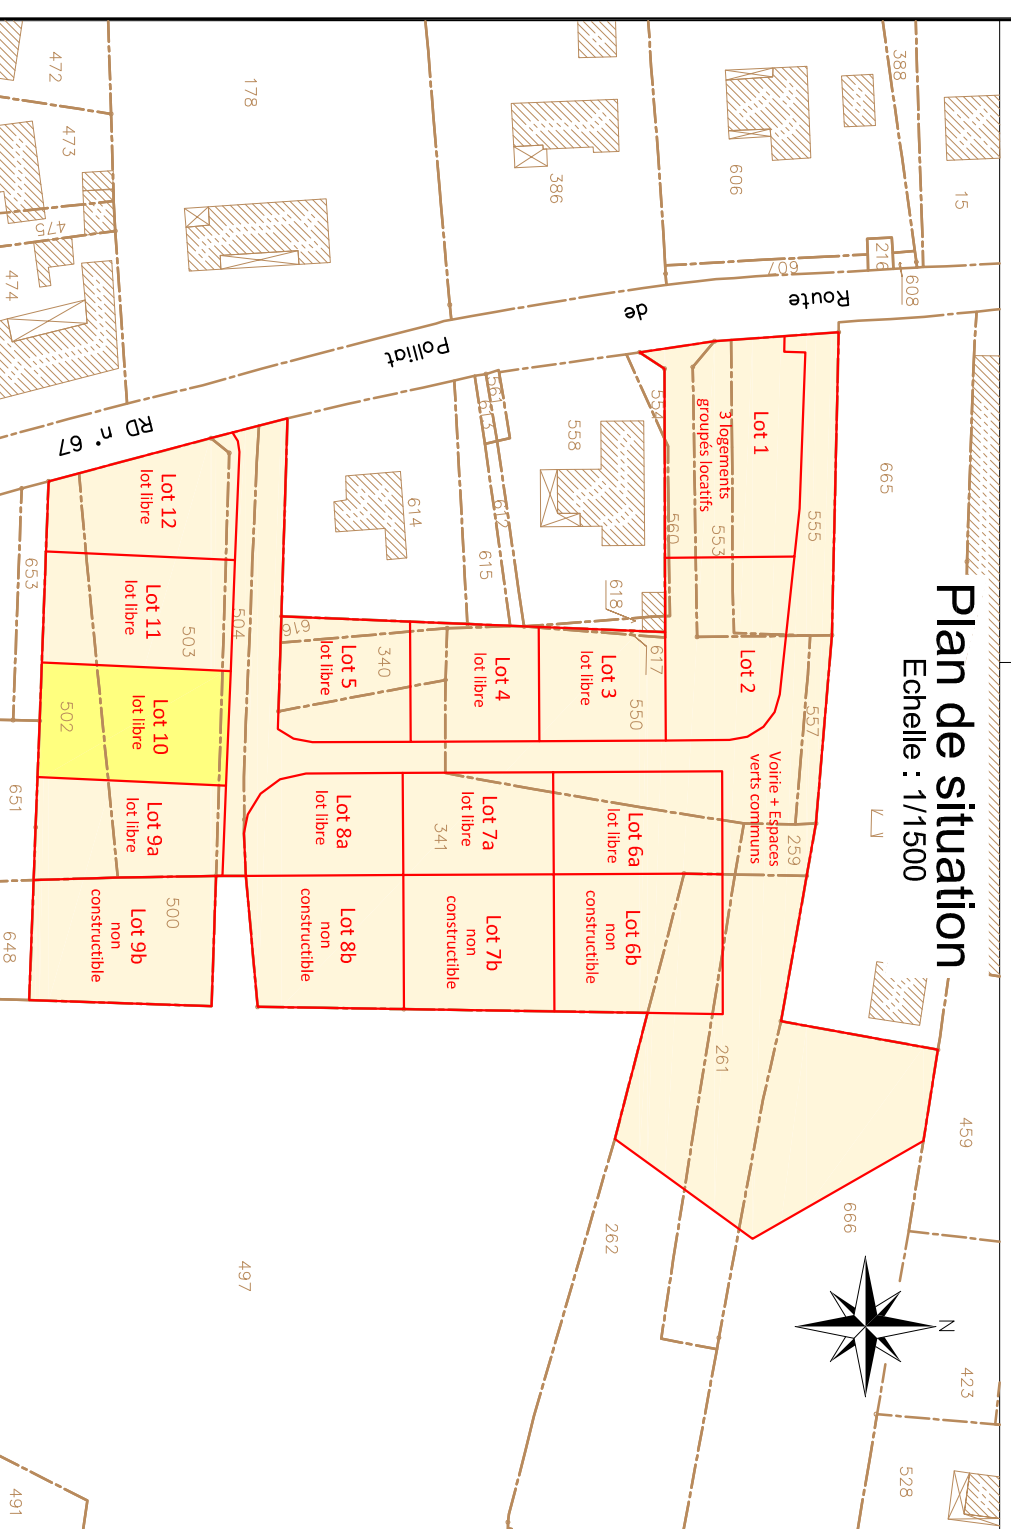 Plan de situation
Echelle : 1/1500
N
Route
de
Polliat
RD n° 67
Lot 1
3 logements
groupés locatifs
Lot 2
Lot 3
lot libre
Lot 4
lot libre
Lot 5
lot libre
Voirie + Espaces
verts communs
Lot 6a
lot libre
Lot 6b
non
constructible
Lot 7a
lot libre
Lot 7b
non
constructible
Lot 8a
lot libre
Lot 8b
non
constructible
Lot 9a
lot libre
Lot 9b
non
constructible
Lot 10
lot libre
Lot 11
lot libre
Lot 12
lot libre
15
388
606
216
608
607
386
178
472
473
475
474
665
555
553
560
554
558
561
613
612
615
614
618
617
616
550
340
557
259
341
504
503
502
500
653
651
648
261
262
497
459
666
423
528
491